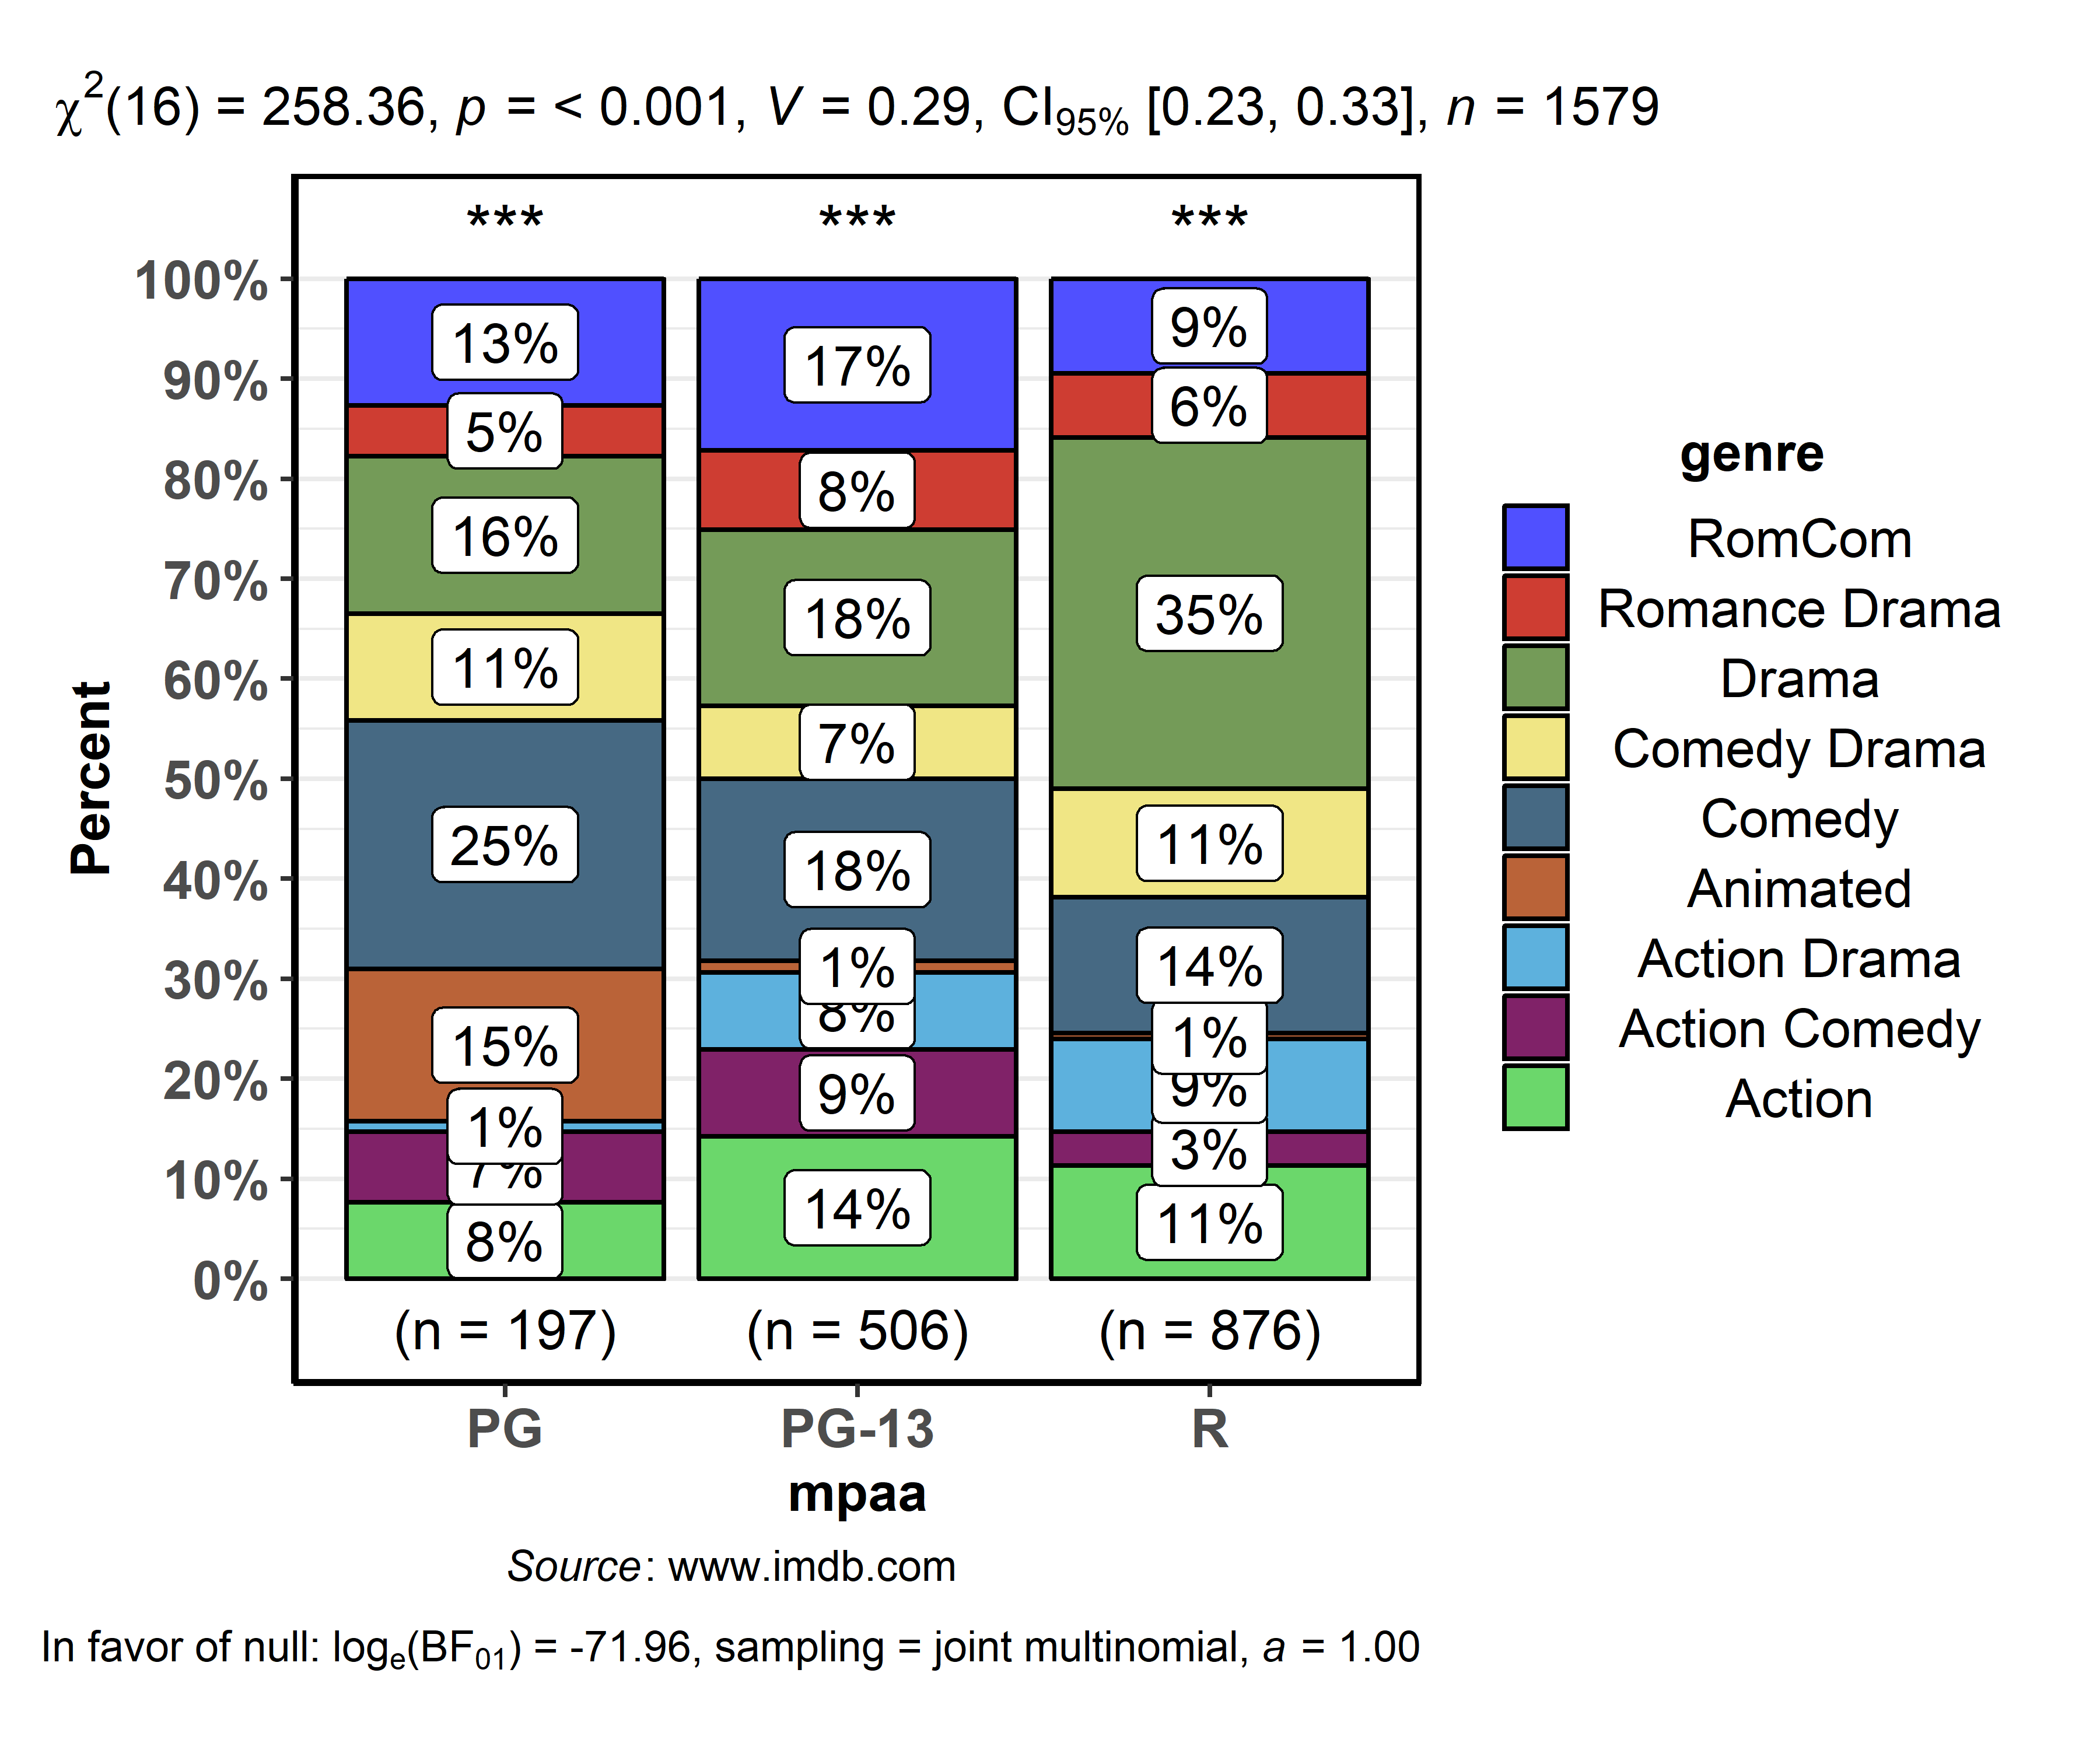 χ2(16) = 258.36, p = < 0.001, V = 0.29, CI95% [0.23, 0.33], n = 1579
*** *** ***
100%
90%
80%
70%
60%
50%
40%
30%
20%
10%
0%
Percent
13%
5%
16%
11%
25%
15%
1%
7%
8%
17%
8%
18%
7%
18%
1%
8%
9%
14%
9%
6%
35%
11%
14%
1%
9%
3%
11%
(n = 197) (n = 506) (n = 876)
PG PG-13 R
mpaa
genre
RomCom
Romance Drama
Drama
Comedy Drama
Comedy
Animated
Action Drama
Action Comedy
Action
Source: www.imdb.com
In favor of null: loge(BF01) = -71.96, sampling = joint multinomial, a = 1.00